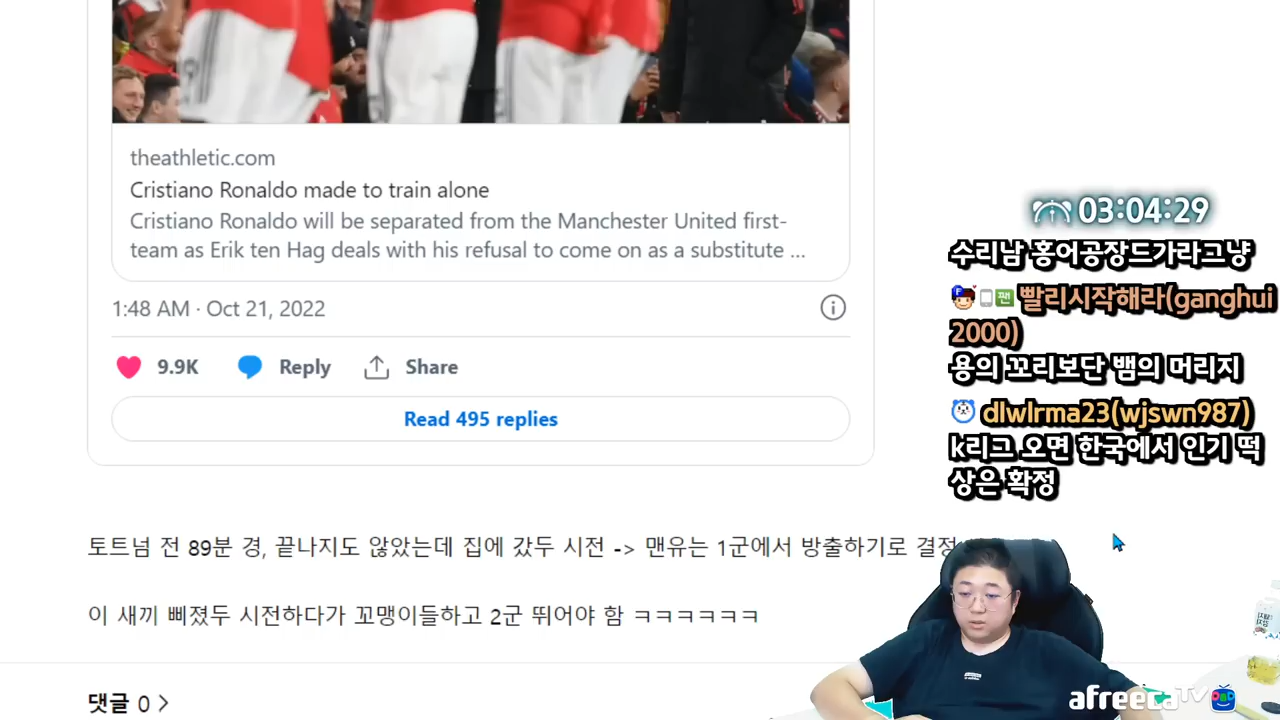 theathletic.com
Cristiano Ronaldo made to train alone
Cristiano Ronaldo will be separated from the Manchester United first-
team as Erik ten Hag deals with his refusal to come on as a substitute ...
1:48 AM · Oct 21, 2022
9.9K Reply Share
Read 495 replies
토트넘 전 89분 경, 끝나지도 않았는데 집에 갔두 시전 -> 맨유는 1군에서 방출하기로 결정
이 새끼 삐졌두 시전하다가 꼬맹이들하고 2군 뛰어야 함 ㅋㅋㅋㅋㅋㅋ
댓글 0 >
03:04:29
수리남 홍어공장드가라그냥
빨리시작해라(ganghui
2000)
용의 꼬리보단 뱀의 머리지
dlwlrma23(wjswn987)
k리그 오면 한국에서 인기 떡
상은 확정
afreecaTV